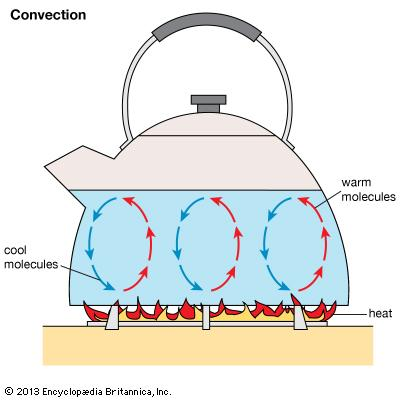 Convection
warm
molecules
cool
molecules
heat
© 2013 Encyclopædia Britannica, Inc.